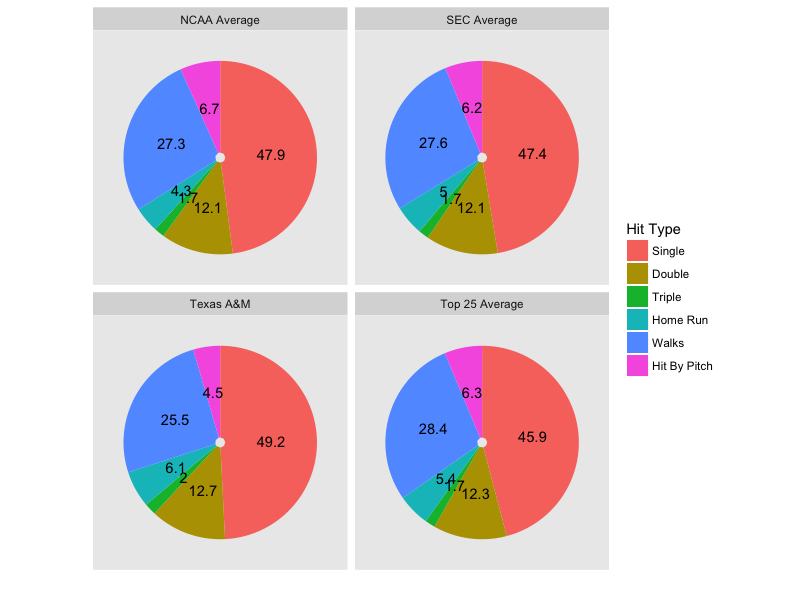 NCAA Average
6.7
27.3
47.9
4.3
1.7
12.1
SEC Average
6.2
27.6
47.4
5
1.7
12.1
Texas A&M
4.5
25.5
49.2
6.1
2
12.7
Top 25 Average
6.3
28.4
45.9
5.4
1.7
12.3
Hit Type
Single
Double
Triple
Home Run
Walks
Hit By Pitch